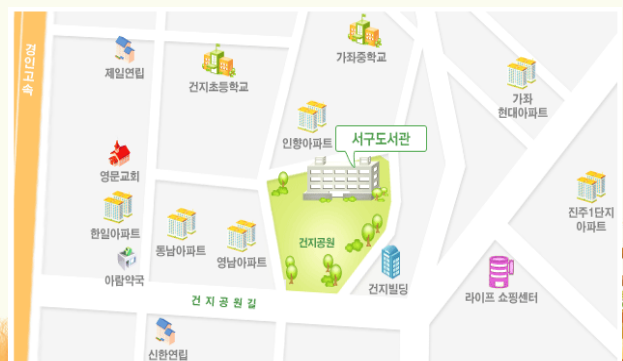 경인고속
제일연립
건지초등학교
가좌중학교
가좌
현대아파트
인향아파트
서구도서관
영문교회
진주1단지
아파트
한일아파트
동남아파트
영남아파트
건지공원
아람약국
건지빌딩
라이프 쇼핑센터
건지공원길
신한연립